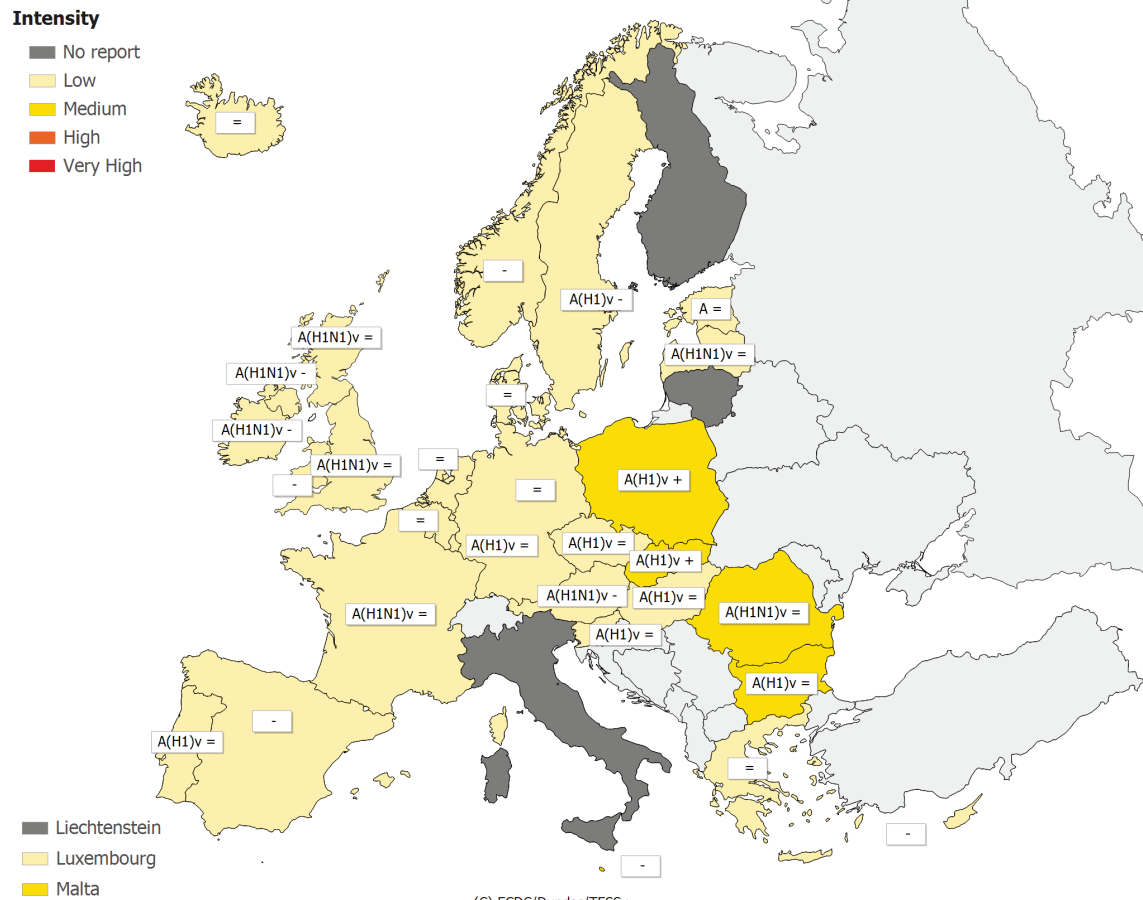 Intensity
No report
Low
Medium
High
Very High
=
-
A(H1)v -
A =
A(H1N1)v =
A(H1N1)v =
A(H1N1)v -
=
A(H1N1)v -
=
A(H1N1)v =
-
=
A(H1)v +
=
A(H1)v =
A(H1)v =
A(H1)v +
A(H1N1)v -
A(H1)v =
A(H1N1)v =
A(H1N1)v =
A(H1)v =
A(H1)v =
-
A(H1)v =
=
-
-
Liechtenstein
Luxembourg
Malta